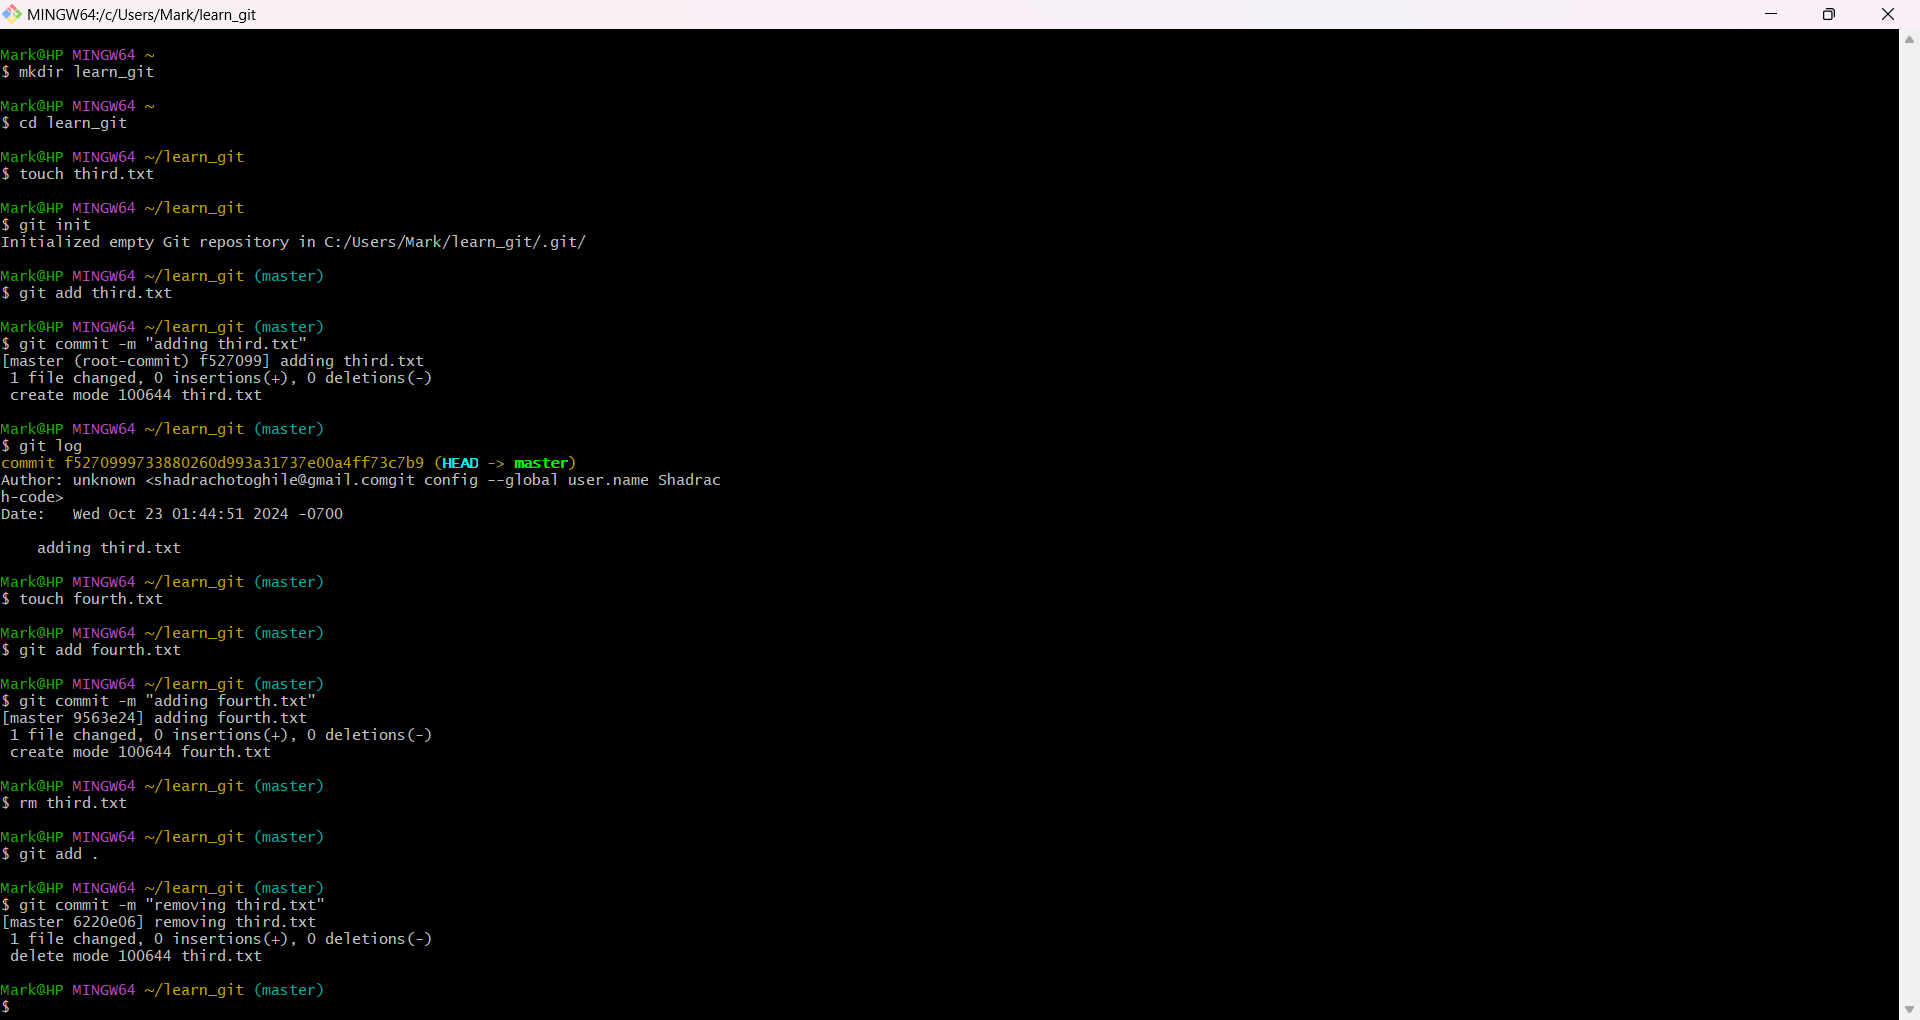 MINGW64:/c/Users/Mark/learn_git
Mark@HP MINGW64 ~
$ mkdir learn_git
Mark@HP MINGW64 ~
$ cd learn_git
Mark@HP MINGW64 ~/learn_git
$ touch third.txt
Mark@HP MINGW64 ~/learn_git
$ git init
Initialized empty Git repository in C:/Users/Mark/learn_git/.git/
Mark@HP MINGW64 ~/learn_git (master)
$ git add third.txt
Mark@HP MINGW64 ~/learn_git (master)
$ git commit -m "adding third.txt"
[master (root-commit) f527099] adding third.txt
 1 file changed, 0 insertions(+), 0 deletions(-)
 create mode 100644 third.txt
Mark@HP MINGW64 ~/learn_git (master)
$ git log
commit f5270999733880260d993a31737e00a4ff73c7b9 (HEAD -> master)
Author: unknown <shadrachotoghile@gmail.comgit config --global user.name Shadrac
h-code>
Date:   Wed Oct 23 01:44:51 2024 -0700
    adding third.txt
Mark@HP MINGW64 ~/learn_git (master)
$ touch fourth.txt
Mark@HP MINGW64 ~/learn_git (master)
$ git add fourth.txt
Mark@HP MINGW64 ~/learn_git (master)
$ git commit -m "adding fourth.txt"
[master 9563e24] adding fourth.txt
 1 file changed, 0 insertions(+), 0 deletions(-)
 create mode 100644 fourth.txt
Mark@HP MINGW64 ~/learn_git (master)
$ rm third.txt
Mark@HP MINGW64 ~/learn_git (master)
$ git add .
Mark@HP MINGW64 ~/learn_git (master)
$ git commit -m "removing third.txt"
[master 6220e06] removing third.txt
 1 file changed, 0 insertions(+), 0 deletions(-)
 delete mode 100644 third.txt
Mark@HP MINGW64 ~/learn_git (master)
$